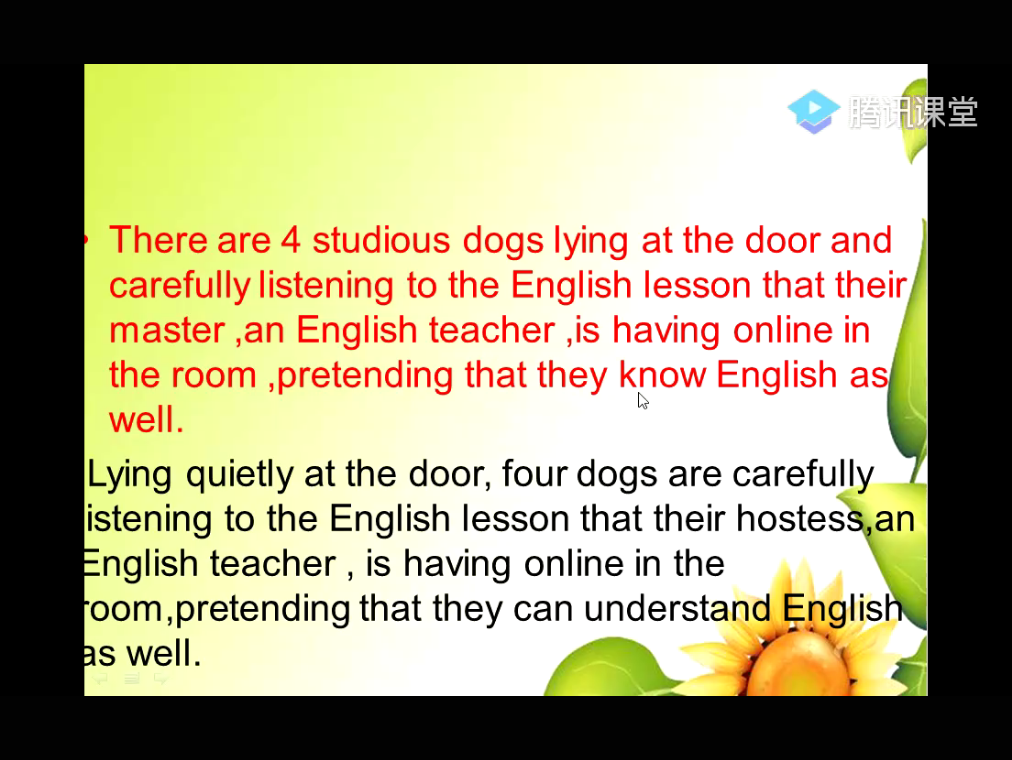 腾讯课堂
• There are 4 studious dogs lying at the door and
carefully listening to the English lesson that their
master ,an English teacher ,is having online in
the room ,pretending that they know English as
well.
Lying quietly at the door, four dogs are carefully
listening to the English lesson that their hostess,an
English teacher , is having online in the
room,pretending that they can understand English
as well.